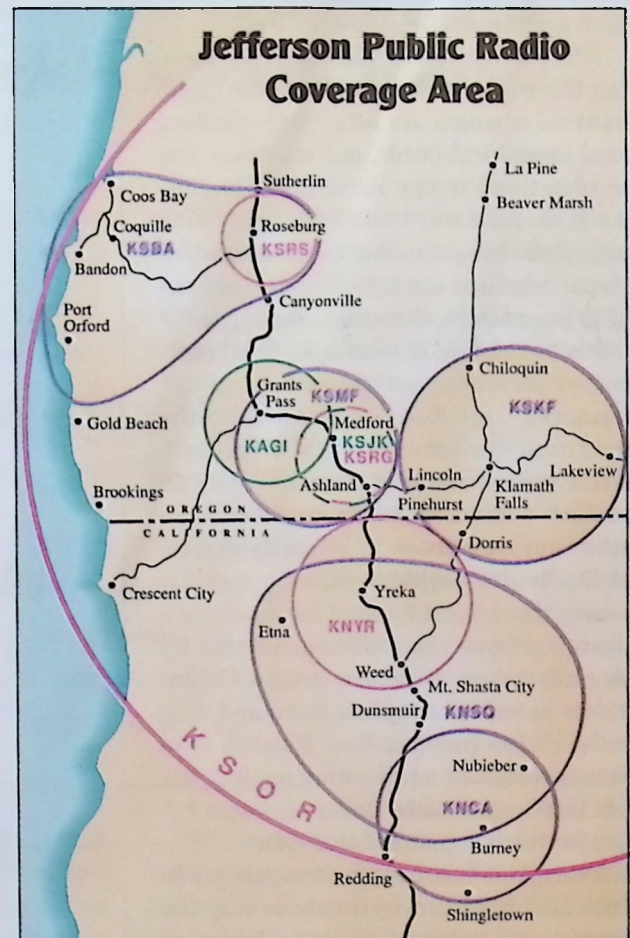 Jefferson Public Radio
Coverage Area
La Pine
Sutherlin
Coos Bay
Beaver Marsh
Coquille
KSBA
Roseburg
KSRS
Bandon
Canyonville
Port
Orford
Chiloquin
Grants
Pass
KSMF
KSKF
Gold Beach
Medford
KAGI
KSJK
KSRG
Lakeview
Ashland
Lincoln
Klamath
Falls
Pinehurst
Brookings
OREGON
CALIFORNIA
Dorris
Crescent City
Yreka
Etna
KNYR
Weed
Mt. Shasta City
Dunsmuir
KNSQ
KSOR
Nubieber
KNCA
Burney
Redding
Shingletown